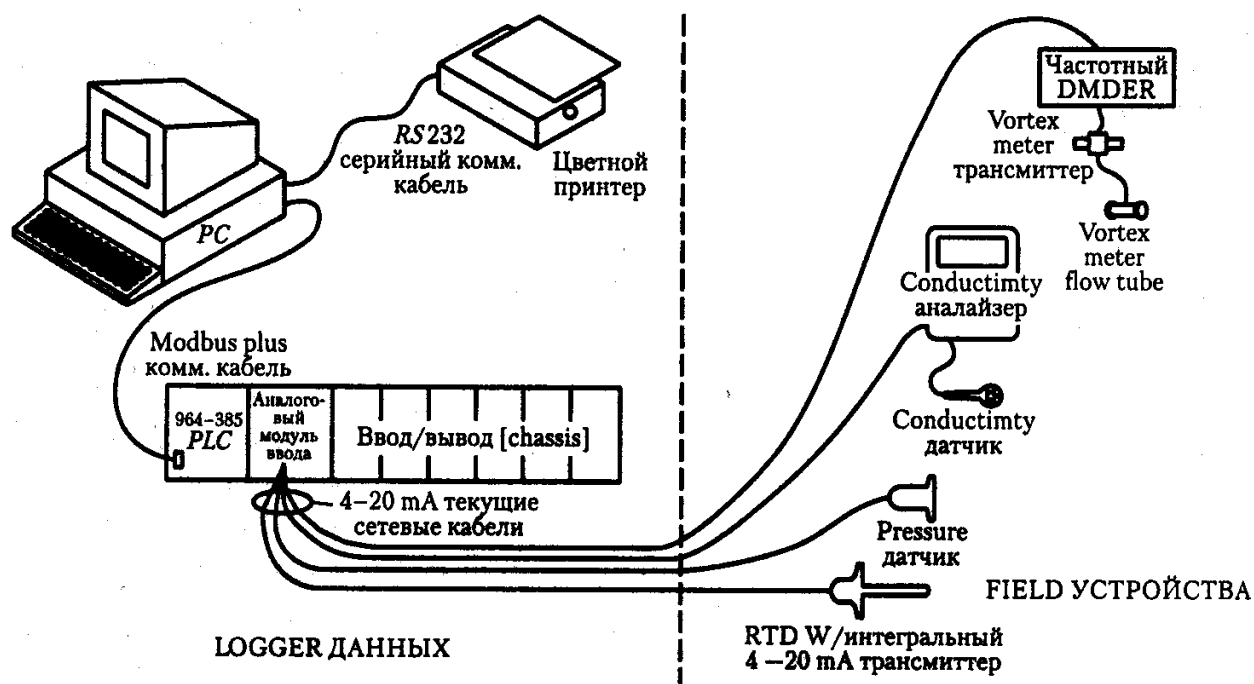 RS232
серийный комм.
кабель
Цветной
принтер
PC
Modbus plus
комм. кабель
964–385
PLC
Аналого-
вый
модуль
ввода
Ввод/вывод [chassis]
4–20 mA текущие
сетевые кабели
LOGGER ДАННЫХ
Частотный
DMDER
Vortex
meter
трансмиттер
Vortex
meter
flow tube
Conductimty
аналайзер
Conductimty
датчик
Pressure
датчик
FIELD УСТРОЙСТВА
RTD W/интегральный
4 –20 mA трансмиттер